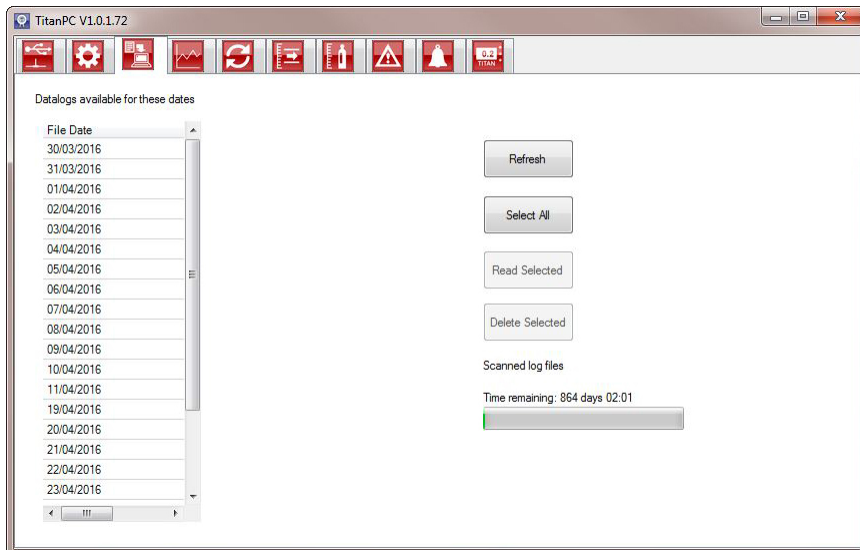 TitanPC V1.0.1.72
0.2
TITAN
Datalogs available for these dates
File Date
30/03/2016
31/03/2016
01/04/2016
02/04/2016
03/04/2016
04/04/2016
05/04/2016
06/04/2016
07/04/2016
08/04/2016
09/04/2016
10/04/2016
11/04/2016
19/04/2016
20/04/2016
21/04/2016
22/04/2016
23/04/2016
Refresh
Select All
Read Selected
Delete Selected
Scanned log files
Time remaining: 864 days 02:01